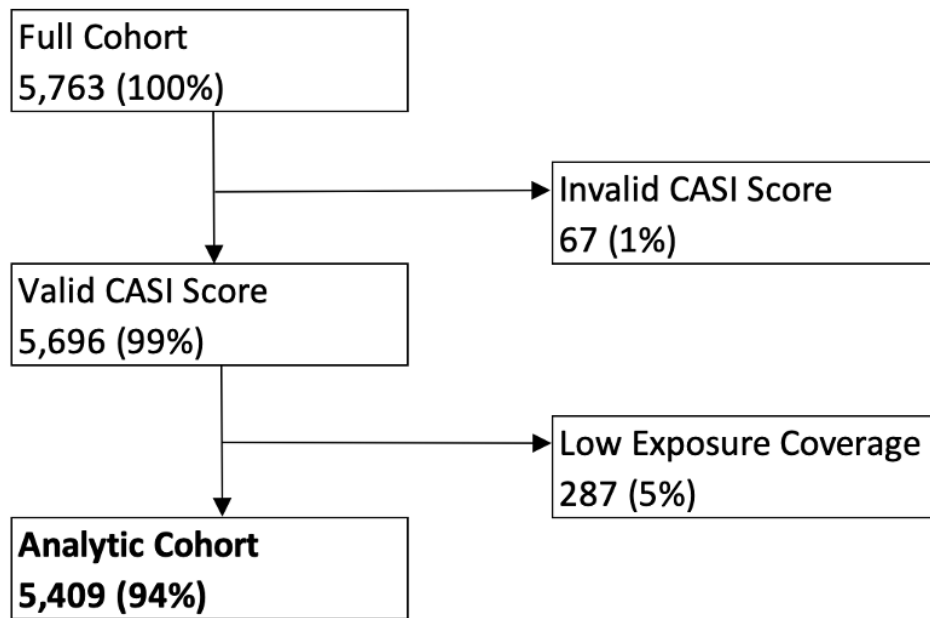 Full Cohort
5,763 (100%)
Invalid CASI Score
67 (1%)
Valid CASI Score
5,696 (99%)
Low Exposure Coverage
287 (5%)
Analytic Cohort
5,409 (94%)